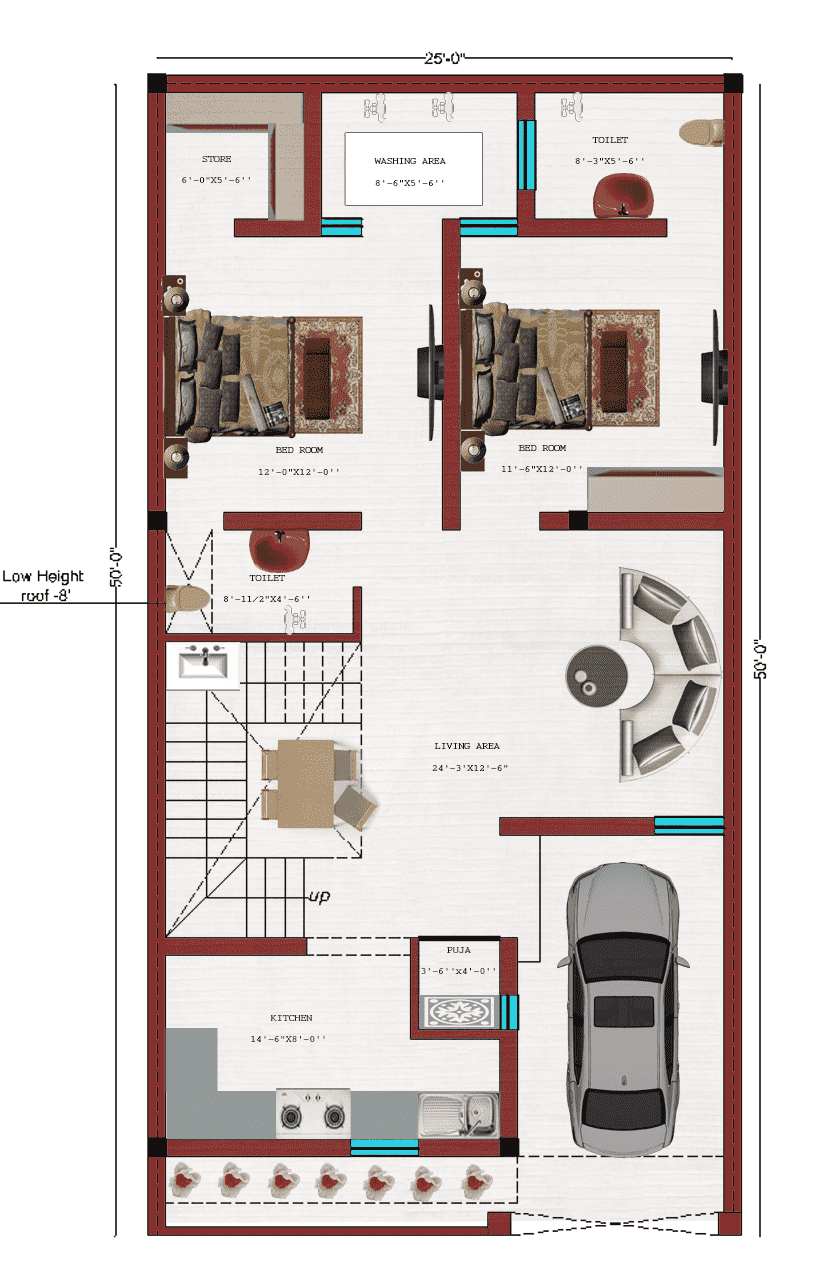 25'-0"
STORE
6'-0"X5'-6''
WASHING AREA
8'-6"X5'-6''
TOILET
8'-3"X5'-6''
BED ROOM
12'-0"X12'-0''
BED ROOM
11'-6"X12'-0''
50'-0"
Low Height
roof -8'
TOILET
8'-11/2"X4'-6''
50'-0"
LIVING AREA
24'-3'X12'-6"
up
PUJA
3'-6''X4'-0''
KITCHEN
14'-6"X8'-0''